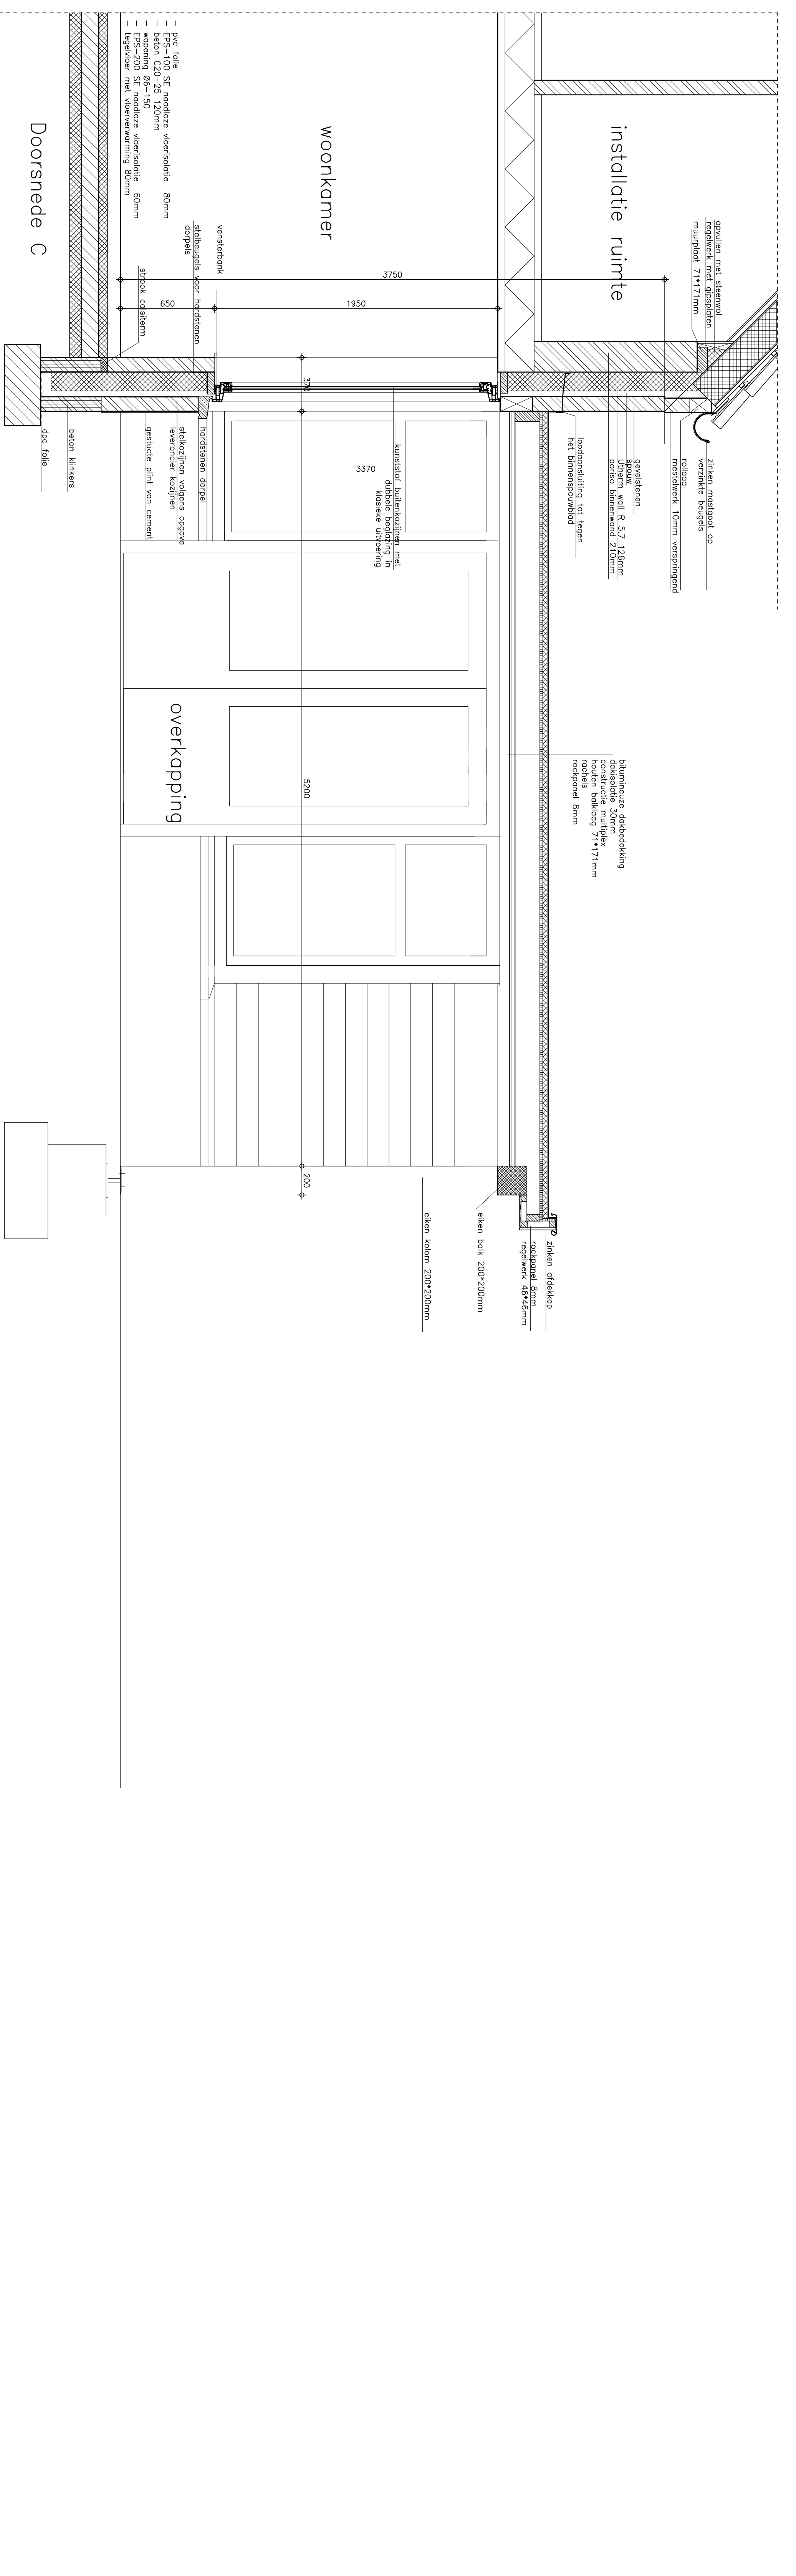 installatie ruimte
opvullen met steenwol
regelwerk met gipsplaten
muurplaat 71*171mm
zinken mastgoot op
verzinkte beugels
rollaag
mestelwerk 10mm verspringend
gevelstenen
spouw
Utherm wall R 5,7 126mm
poriso binnenwand 210mm
loodaansluiting tot tegen
het binnenspouwblad
bitumineuze dakbedekking
dakisolatie 30mm
constructie multiplex
houten balklaag 71*171mm
rachels
rockpanel 8mm
zinken afdekkap
rockpanel 8mm
regelwerk 46*46mm
eiken balk 200*200mm
eiken kolom 200*200mm
woonkamer
3750
1950
650
370
3370
5200
200
kunststof buitenkozijnen met
dubbele beglazing in
klasieke uitvoering
overkapping
vensterbank
stelbeugels voor hardstenen
dorpels
strook calsiterm
- pvc folie
- EPS-100 SE naadloze vloerisolatie 80mm
- beton C20-25 120mm
- wapening Ø6-150
- EPS-200 SE naadloze vloerisolatie 60mm
- tegelvloer met vloerverwarming 80mm
hardstenen dorpel
stelkozijnen volgens opgave
leverancier kozijnen
gestucte plint van cement
beton klinkers
dpc folie
Doorsnede C